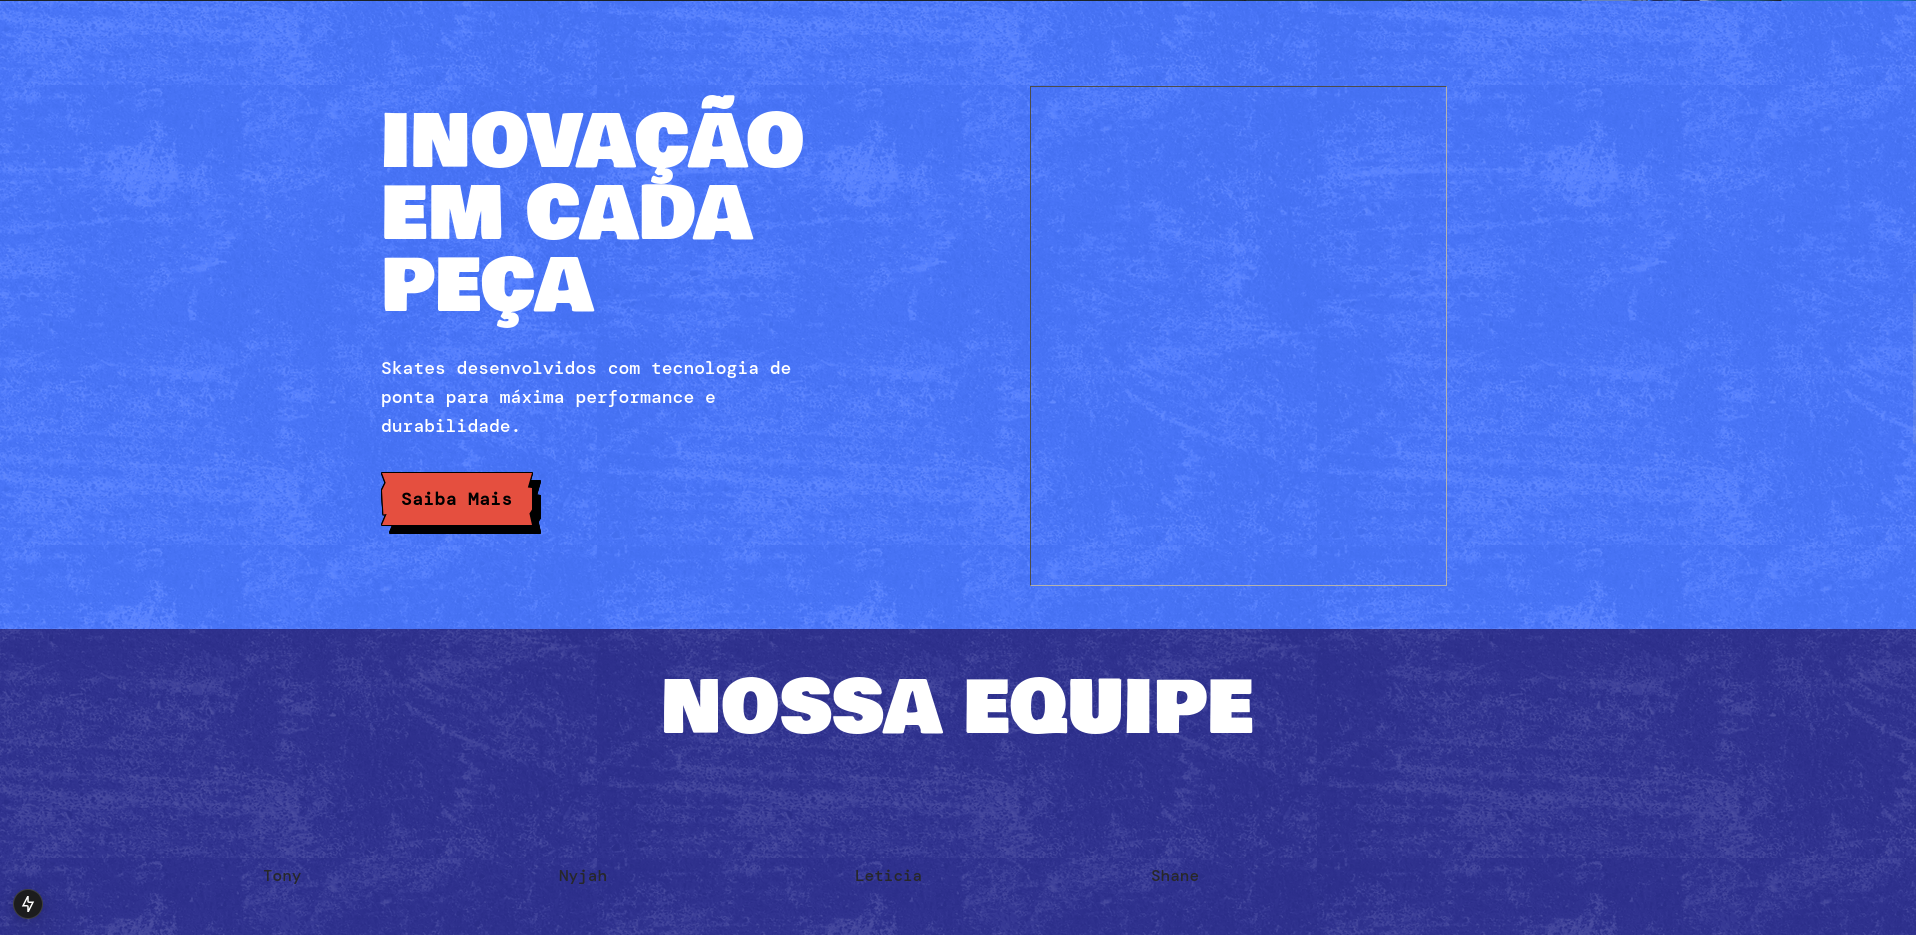 INOVAÇÃO
EM CADA
PEÇA
Skates desenvolvidos com tecnologia de
ponta para máxima performance e
durabilidade.
Saiba Mais
NOSSA EQUIPE
Tony
Nyjah
Leticia
Shane